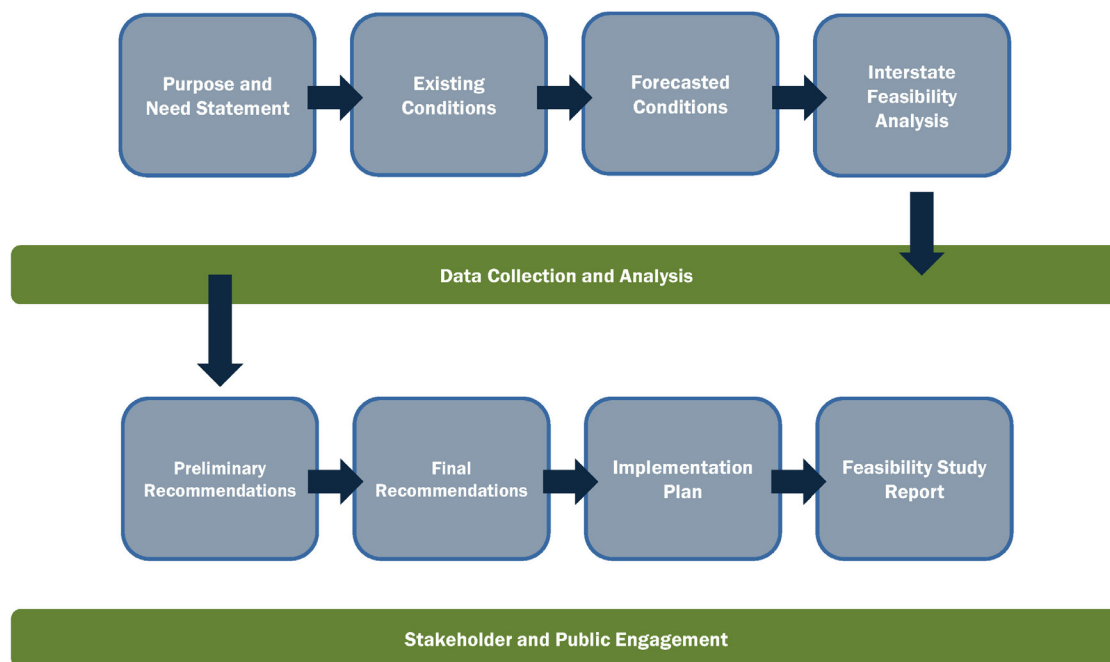 Purpose and
Need Statement
Existing
Conditions
Forecasted
Conditions
Interstate
Feasibility
Analysis
Data Collection and Analysis
Preliminary
Recommendations
Final
Recommendations
Implementation
Plan
Feasibility Study
Report
Stakeholder and Public Engagement